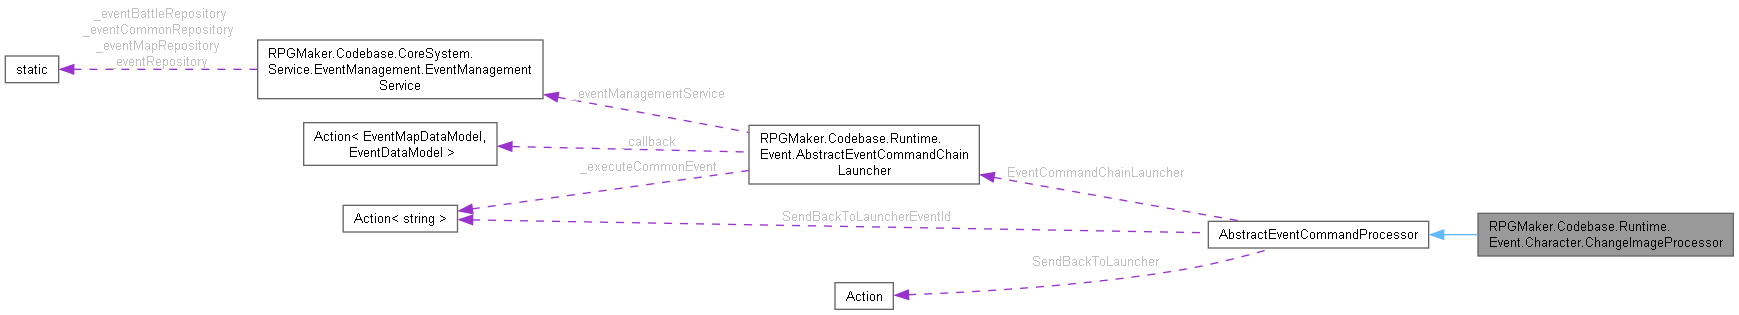 _eventBattleRepository
_eventCommonRepository
_eventMapRepository
_eventRepository
static
RPGMaker.Codebase.CoreSystem.
Service.EventManagement.EventManagement
Service
_eventManagementService
Action< EventMapDataModel,
EventDataModel >
_callback
RPGMaker.Codebase.Runtime.
Event.AbstractEventCommandChain
Launcher
_executeCommonEvent
EventCommandChainLauncher
Action< string >
SendBackToLauncherEventId
AbstractEventCommandProcessor
RPGMaker.Codebase.Runtime.
Event.Character.ChangeImageProcessor
SendBackToLauncher
Action